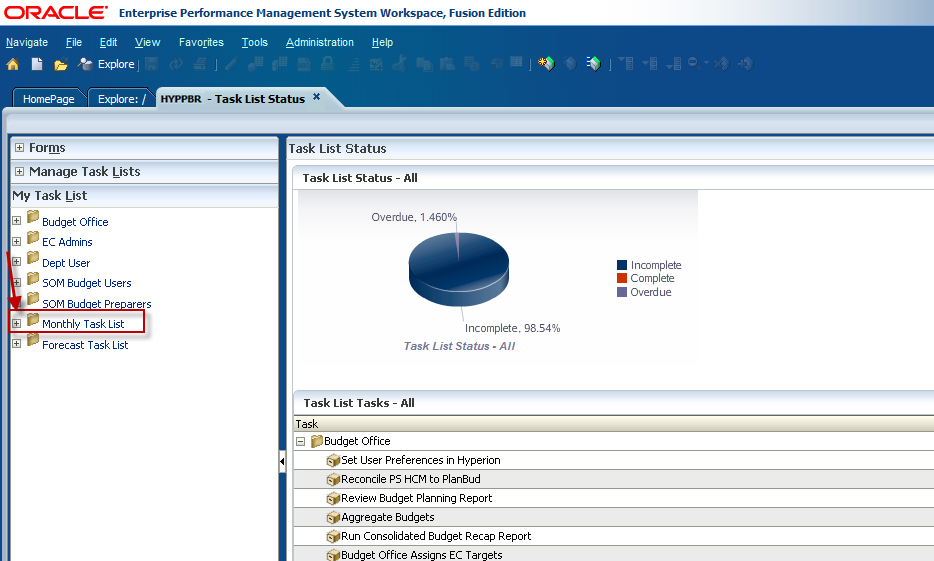 ORACLE Enterprise Performance Management System Workspace, Fusion Edition
Navigate File Edit View Favorites Tools Administration Help
Explore
HomePage Explore: / HYPPBR - Task List Status
Forms
Manage Task Lists
My Task List
Budget Office
EC Admins
Dept User
SOM Budget Users
SOM Budget Preparers
Monthly Task List
Forecast Task List
Task List Status
Task List Status - All
Overdue, 1.460%
Incomplete, 98.54%
Task List Status - All
Incomplete
Complete
Overdue
Task List Tasks - All
Task
Budget Office
Set User Preferences in Hyperion
Reconcile PS HCM to PlanBud
Review Budget Planning Report
Aggregate Budgets
Run Consolidated Budget Recap Report
Budget Office Assigns EC Targets